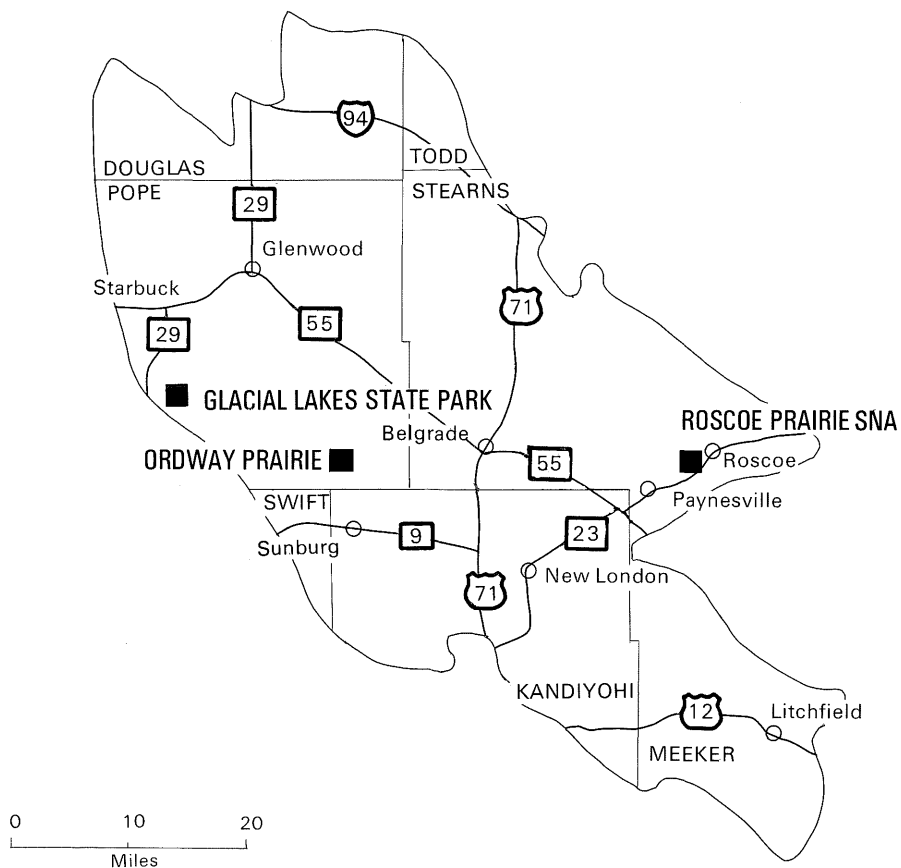 94
DOUGLAS
TODD
POPE
STEARNS
29
Glenwood
Starbuck
71
29
55
GLACIAL LAKES STATE PARK
ROSCOE PRAIRIE SNA
Belgrade
ORDWAY PRAIRIE
55
Roscoe
Paynesville
SWIFT
Sunburg
9
23
New London
71
KANDIYOHI
12
Litchfield
MEEKER
0 10 20
Miles